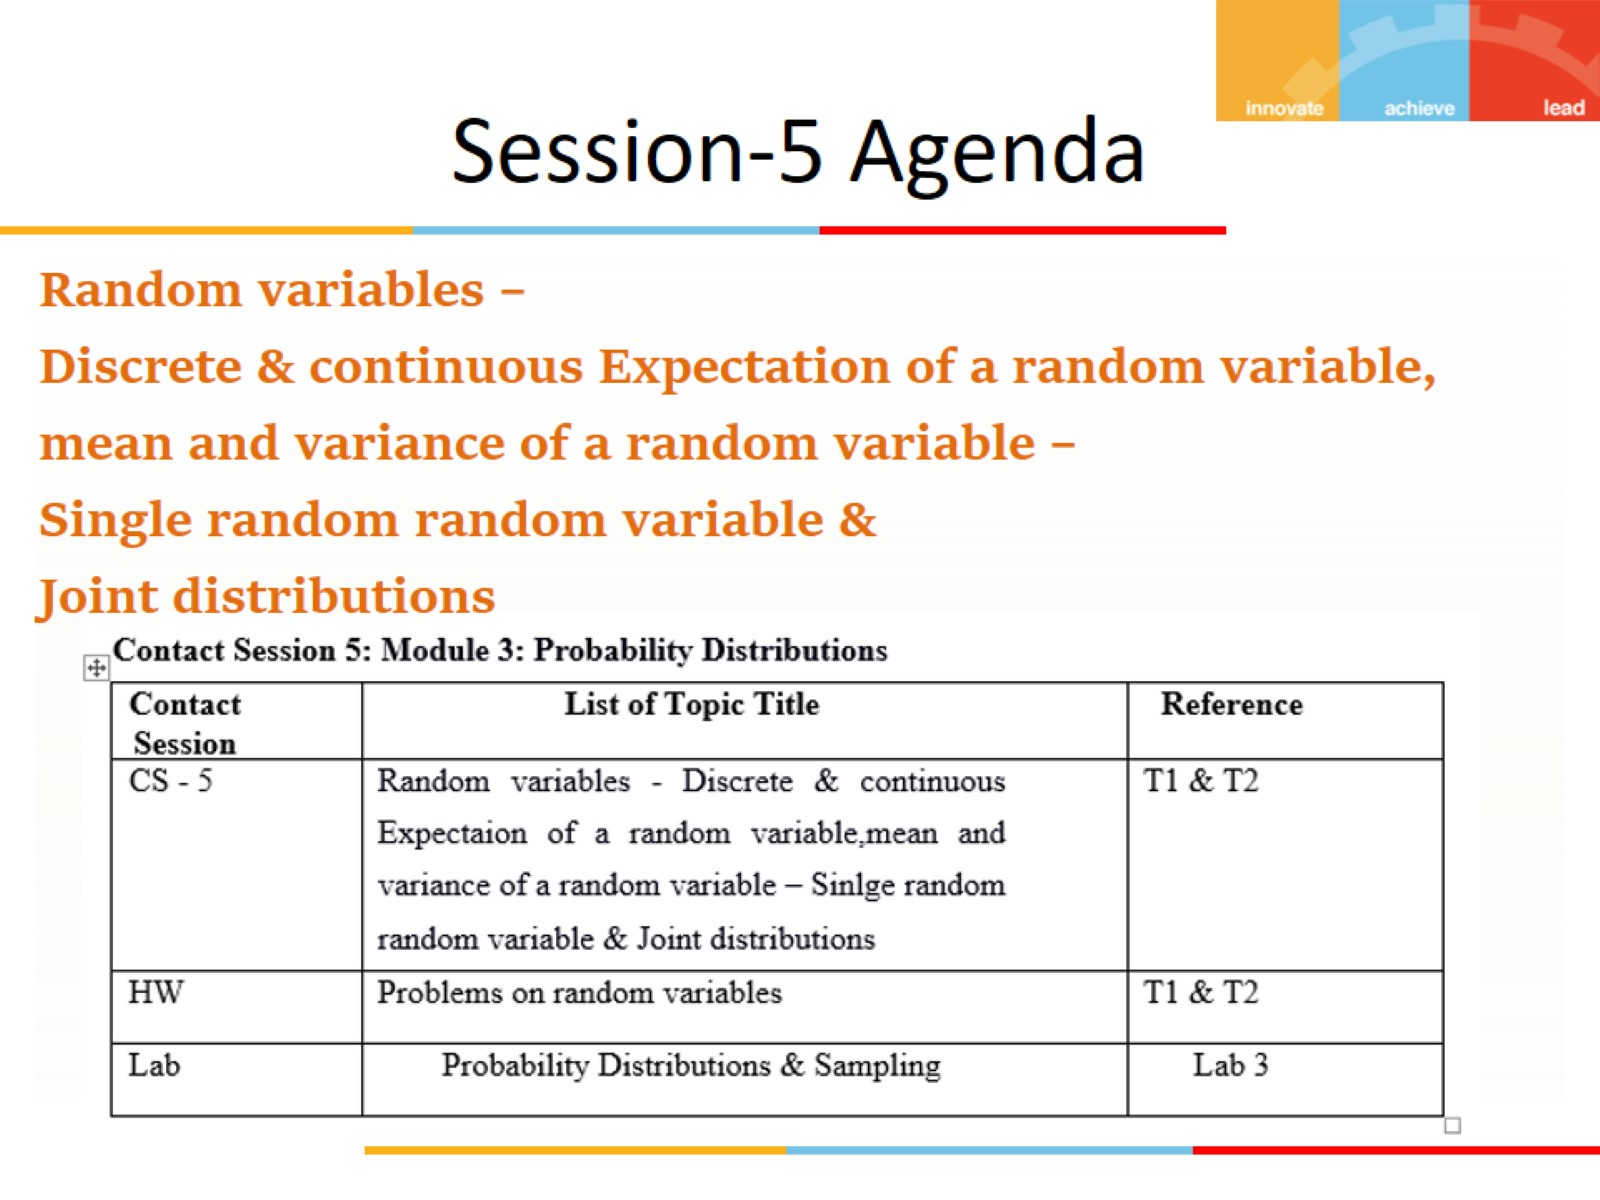 innovate achieve lead
Session-5 Agenda
Random variables –
Discrete & continuous Expectation of a random variable,
mean and variance of a random variable –
Single random random variable &
Joint distributions
Contact Session 5: Module 3: Probability Distributions
Contact Session List of Topic Title Reference
CS - 5 Random variables - Discrete & continuous T1 & T2
Expectaion of a random variable,mean and
variance of a random variable – Sinlge random
random variable & Joint distributions
HW Problems on random variables T1 & T2
Lab Probability Distributions & Sampling Lab 3